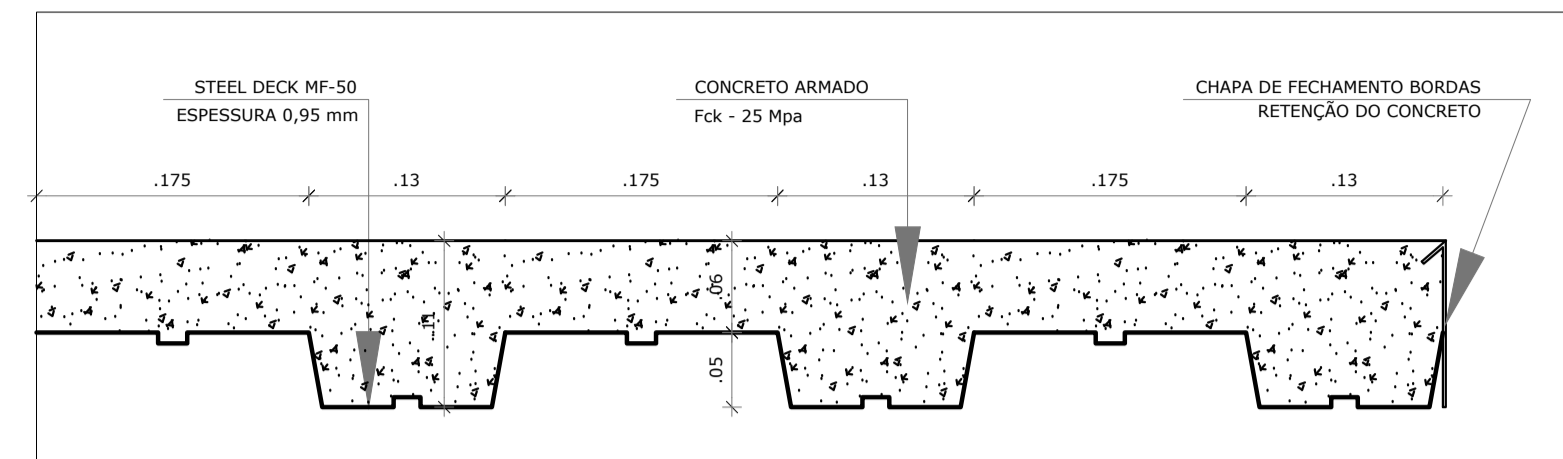 STEEL DECK MF-50
ESPESSURA 0,95 mm
CONCRETO ARMADO
Fck - 25 Mpa
CHAPA DE FECHAMENTO BORDAS
RETENÇÃO DO CONCRETO
.175
.13
.175
.13
.175
.13
.11
.06
.05